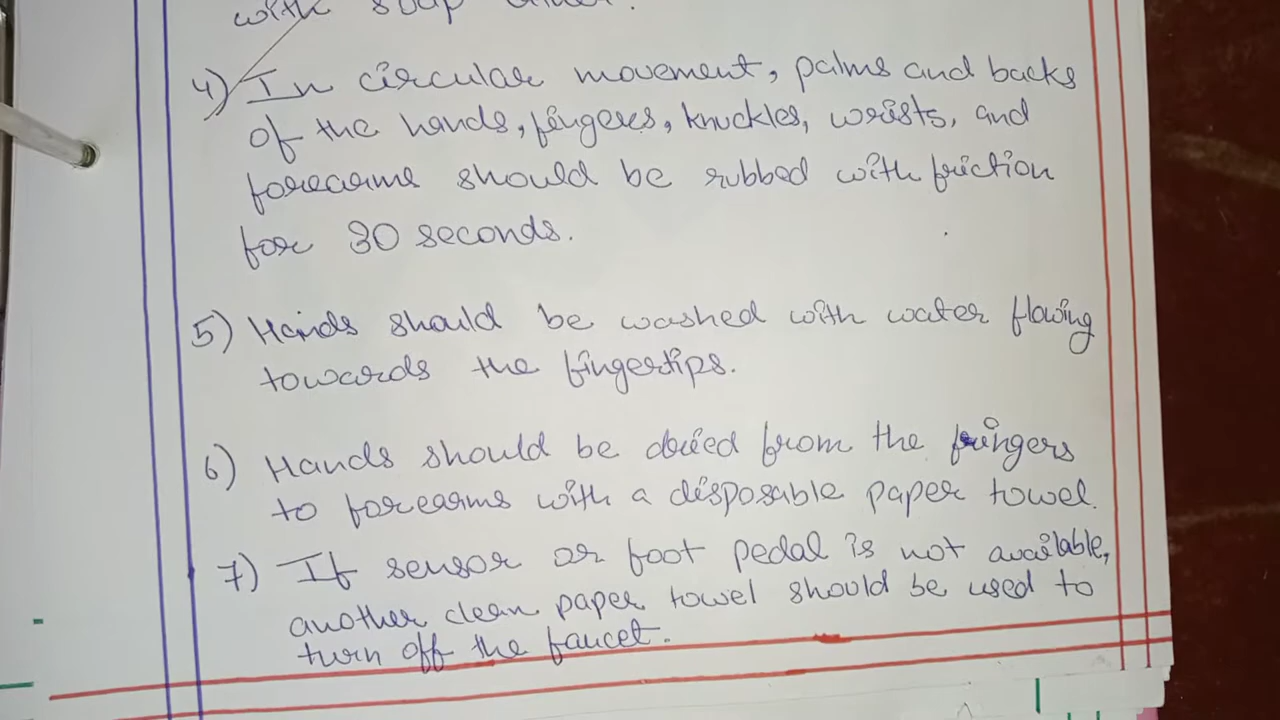 with soap
4) In circular movement, palms and backs
of the hands, fingers, knuckles, wrists, and
forearms should be rubbed with friction
for 30 seconds.
5) Hands should be washed with water flowing
towards the fingertips.
6) Hands should be dried from the fingers
to forearms with a disposable paper towel.
7) If sensor or foot pedal is not available,
another clean paper towel should be used to
turn off the faucet.